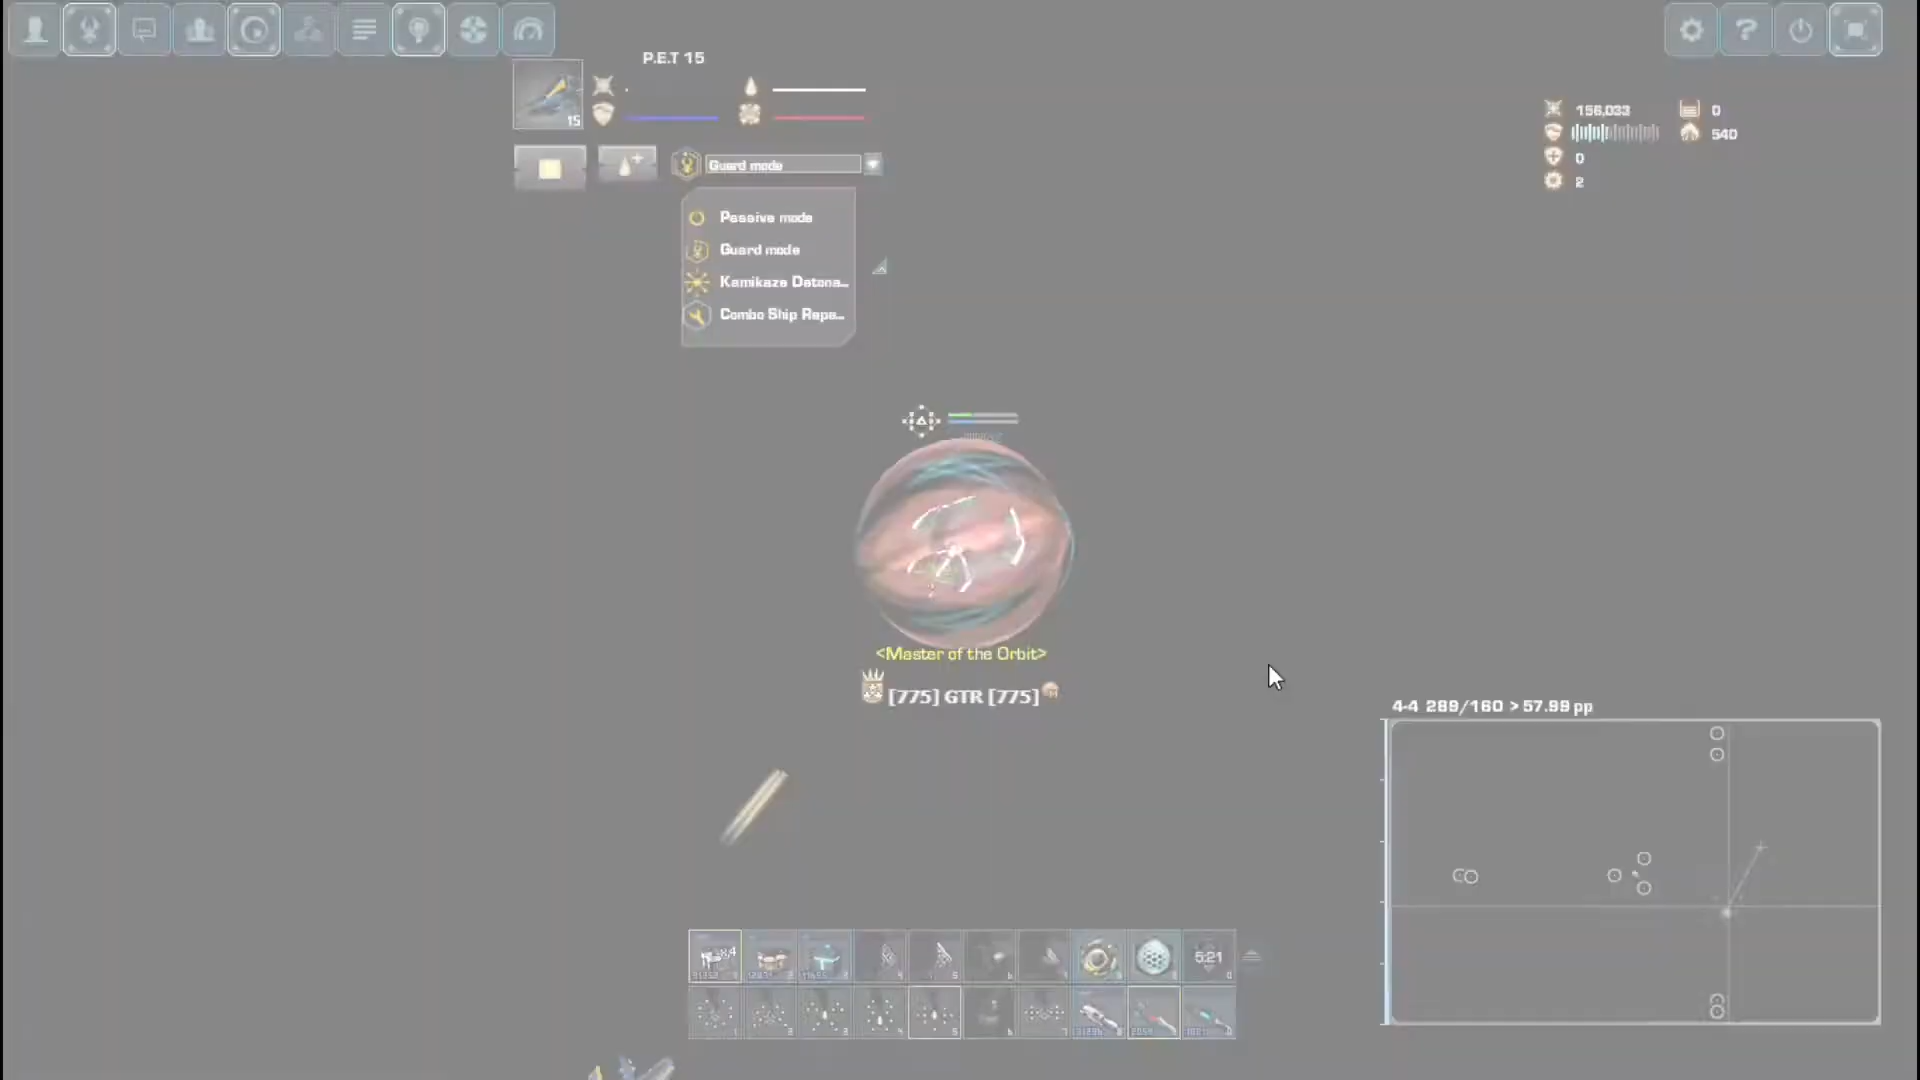 P.E.T 15
15
Guard mode
Passive mode
Guard mode
Kamikaze Detona...
Combo Ship Repa...
156,033
0
540
0
2
<Master of the Orbit>
[775] GTR [775]
4-4 289/160 > 57.99 pp
5:21